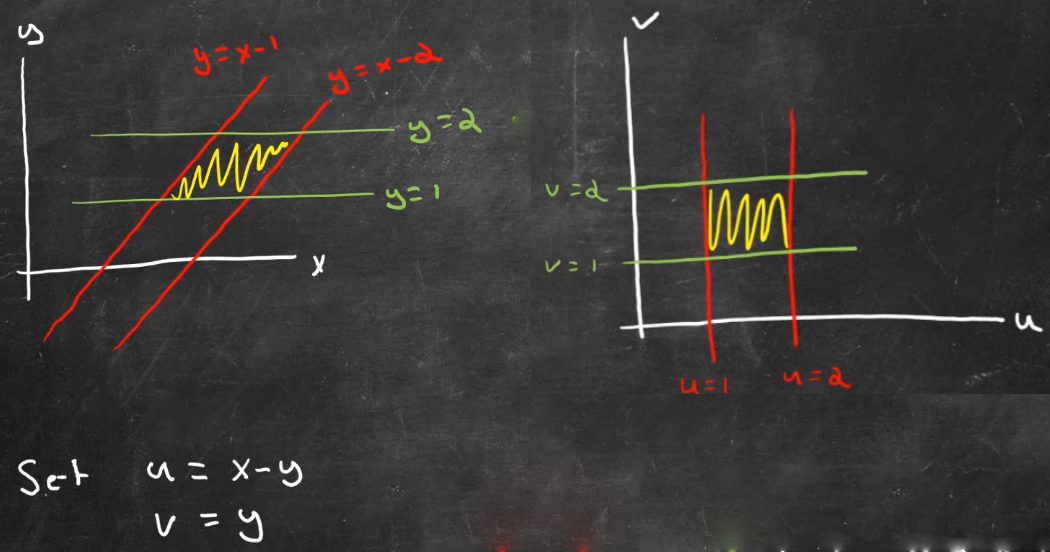 y
y=x-1
y=x-2
y=2
y=1
x
v
v=2
v=1
u
u=1
u=2
Set u = x-y
v = y